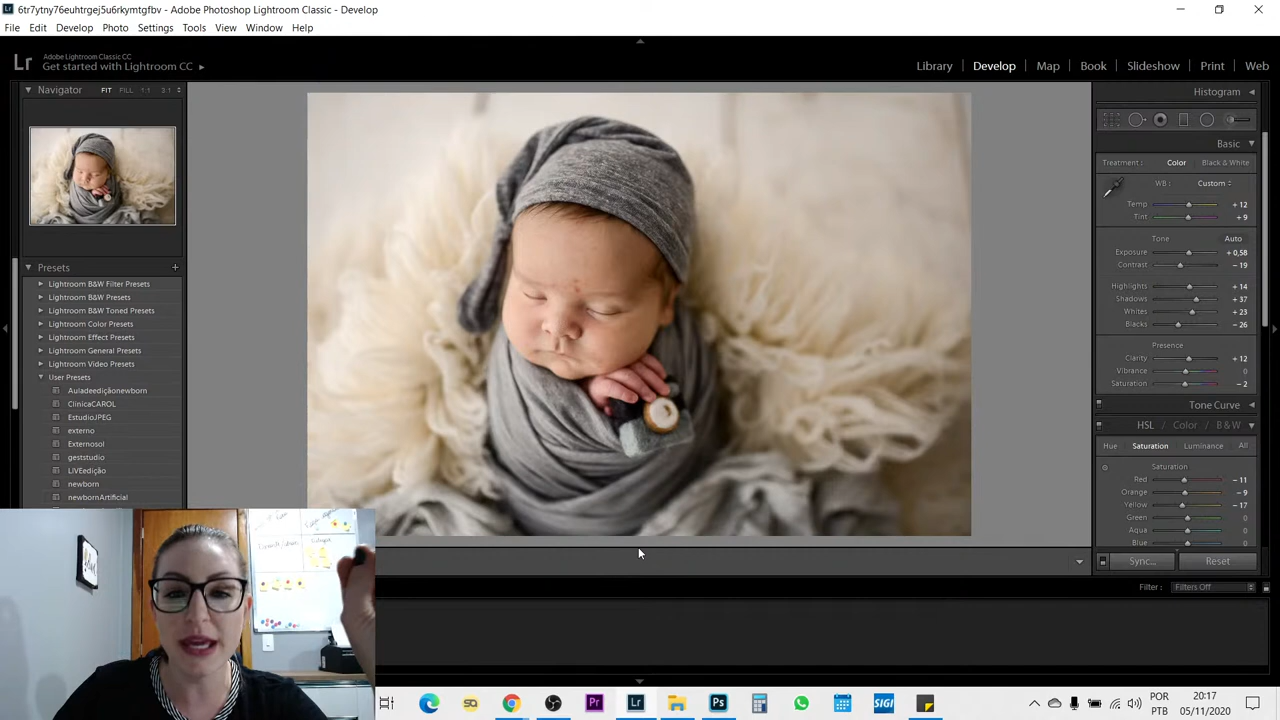 6tr7ytny76euhtrgej5u6rkymtgfbv - Adobe Photoshop Lightroom Classic - Develop
File Edit Develop Photo Settings Tools View Window Help
Lr
Adobe Lightroom Classic CC
Get started with Lightroom CC
Library Develop Map Book Slideshow Print Web
Navigator FIT FILL 1:1 3:1
Presets +
Lightroom B&W Filter Presets
Lightroom B&W Presets
Lightroom B&W Toned Presets
Lightroom Color Presets
Lightroom Effect Presets
Lightroom General Presets
Lightroom Video Presets
User Presets
Auladeediçãonewborn
ClínicaCAROL
EstudioJPEG
externo
Externosol
geststudio
LIVEedição
newborn
newbornArtificial
Histogram
Basic
Treatment: Color Black & White
WB: Custom
Temp + 12
Tint + 9
Tone Auto
Exposure + 0,58
Contrast − 19
Highlights + 14
Shadows + 37
Whites + 23
Blacks − 26
Presence
Clarity + 12
Vibrance 0
Saturation − 2
Tone Curve
HSL / Color / B & W
Hue Saturation Luminance All
Saturation
Red − 11
Orange − 9
Yellow − 17
Green 0
Blue 0
Sync... Reset
Filter : Filters Off
Pr Lr Ps SIGI
POR
PTB
20:17
05/11/2020